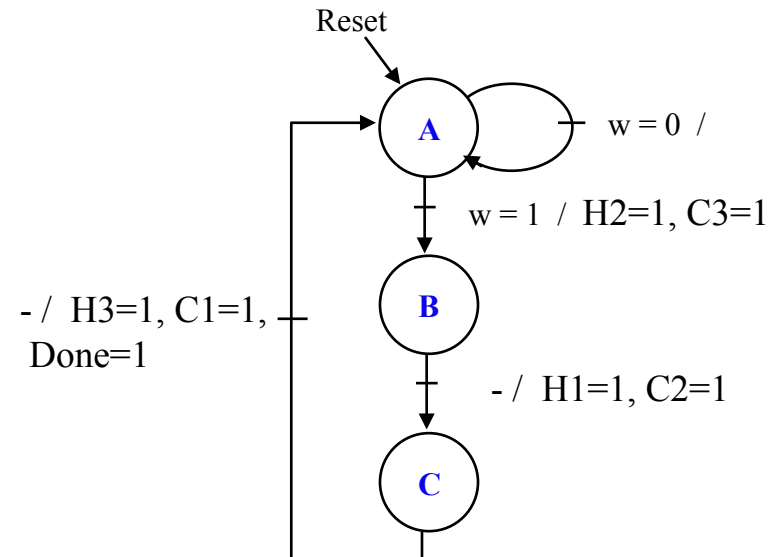 Reset
A
w = 0 /
w = 1 / H2=1, C3=1
B
- / H3=1, C1=1,
Done=1
- / H1=1, C2=1
C